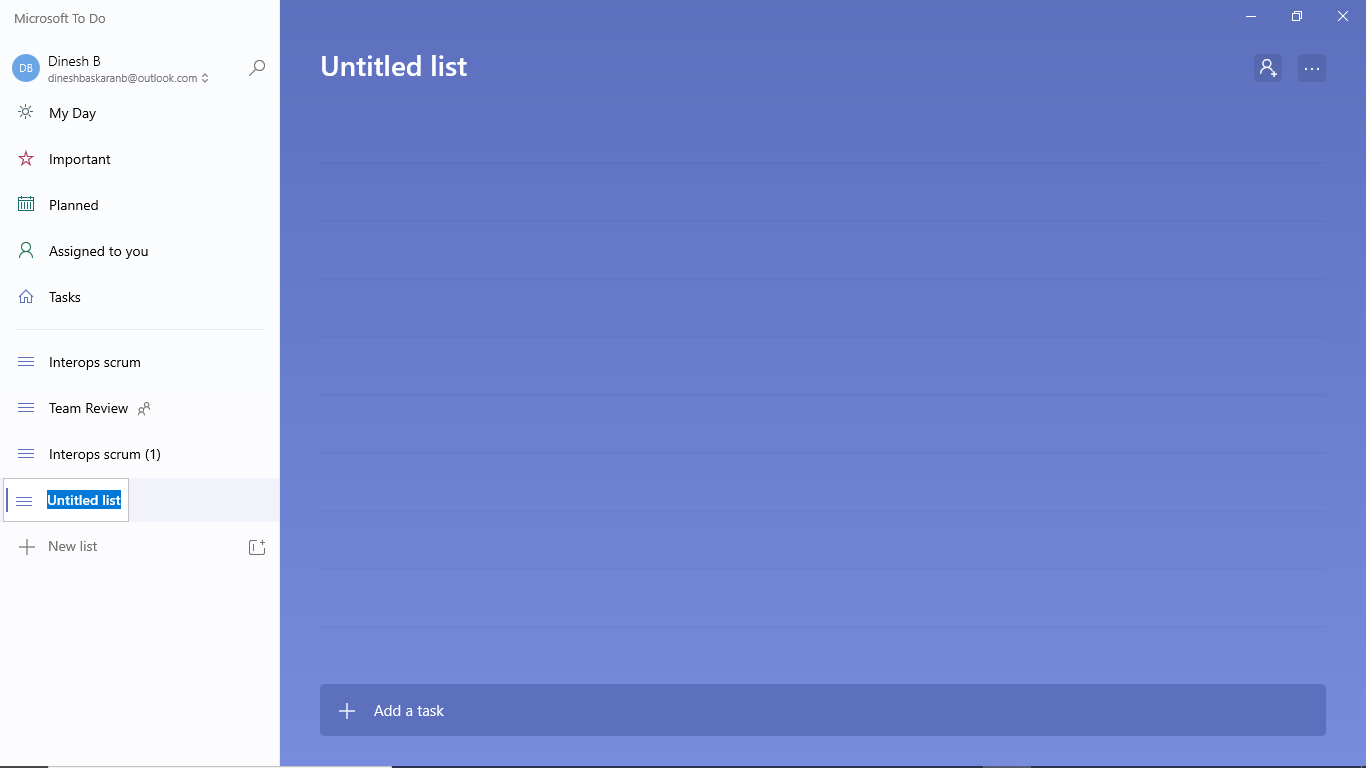 Microsoft To Do
DB
Dinesh B
dineshbaskaranb@outlook.com
My Day
Important
Planned
Assigned to you
Tasks
Interops scrum
Team Review
Interops scrum (1)
Untitled list
New list
Untitled list
Add a task